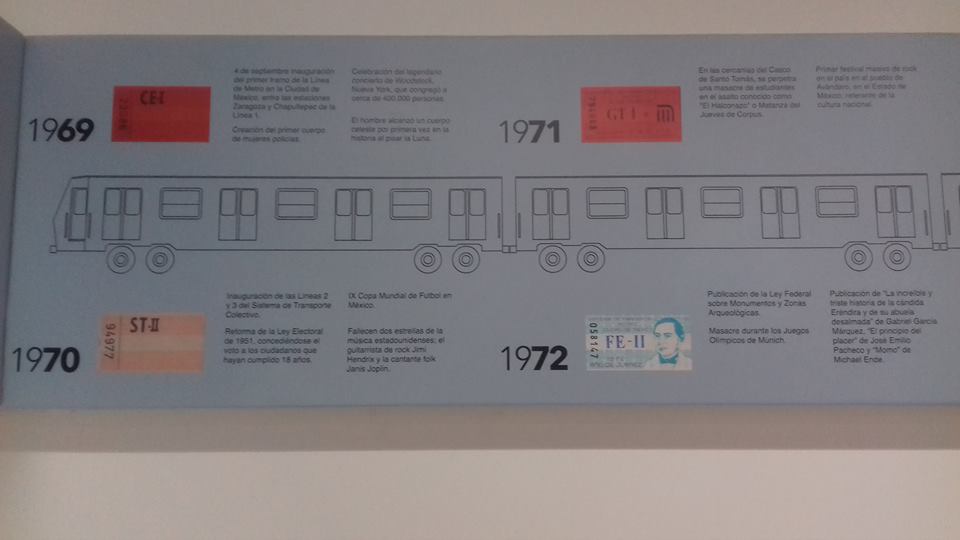 1969
CE-I
4 de septiembre inauguración
del primer tramo de la Línea
de Metro en la Ciudad de
México, entre las estaciones
Zaragoza y Chapultepec de la
Línea 1.
Creación del primer cuerpo
de mujeres policías.
Celebración del legendario
concierto de Woodstock,
Nueva York, que congregó a
cerca de 400,000 personas.
El hombre alcanzó un cuerpo
celeste por primera vez en la
historia al pisar la Luna.
1971
GT I
En las cercanías del Casco
de Santo Tomás, se perpetra
una masacre de estudiantes
en el asalto conocido como
"El Halconazo" o Matanza del
Jueves de Corpus.
Primer festival masivo de rock
en el país en el pueblo de
Avándaro, en el Estado de
México, referente de la
cultura nacional.
1970
94977
ST-II
Inauguración de las Líneas 2
y 3 del Sistema de Transporte
Colectivo.
Reforma de la Ley Electoral
de 1951, concediéndose el
voto a los ciudadanos que
hayan cumplido 18 años.
IX Copa Mundial de Futbol en
México.
Fallecen dos estrellas de la
música estadounidenses; el
guitarrista de rock Jimi
Hendrix y la cantante folk
Janis Joplin.
1972
058147
FE-II
Publicación de la Ley Federal
sobre Monumentos y Zonas
Arqueológicas.
Masacre durante los Juegos
Olímpicos de Múnich.
Publicación de "La increíble y
triste historia de la cándida
Eréndira y de su abuela
desalmada" de Gabriel García
Márquez, "El principio del
placer" de José Emilio
Pacheco y "Momo" de
Michael Ende.